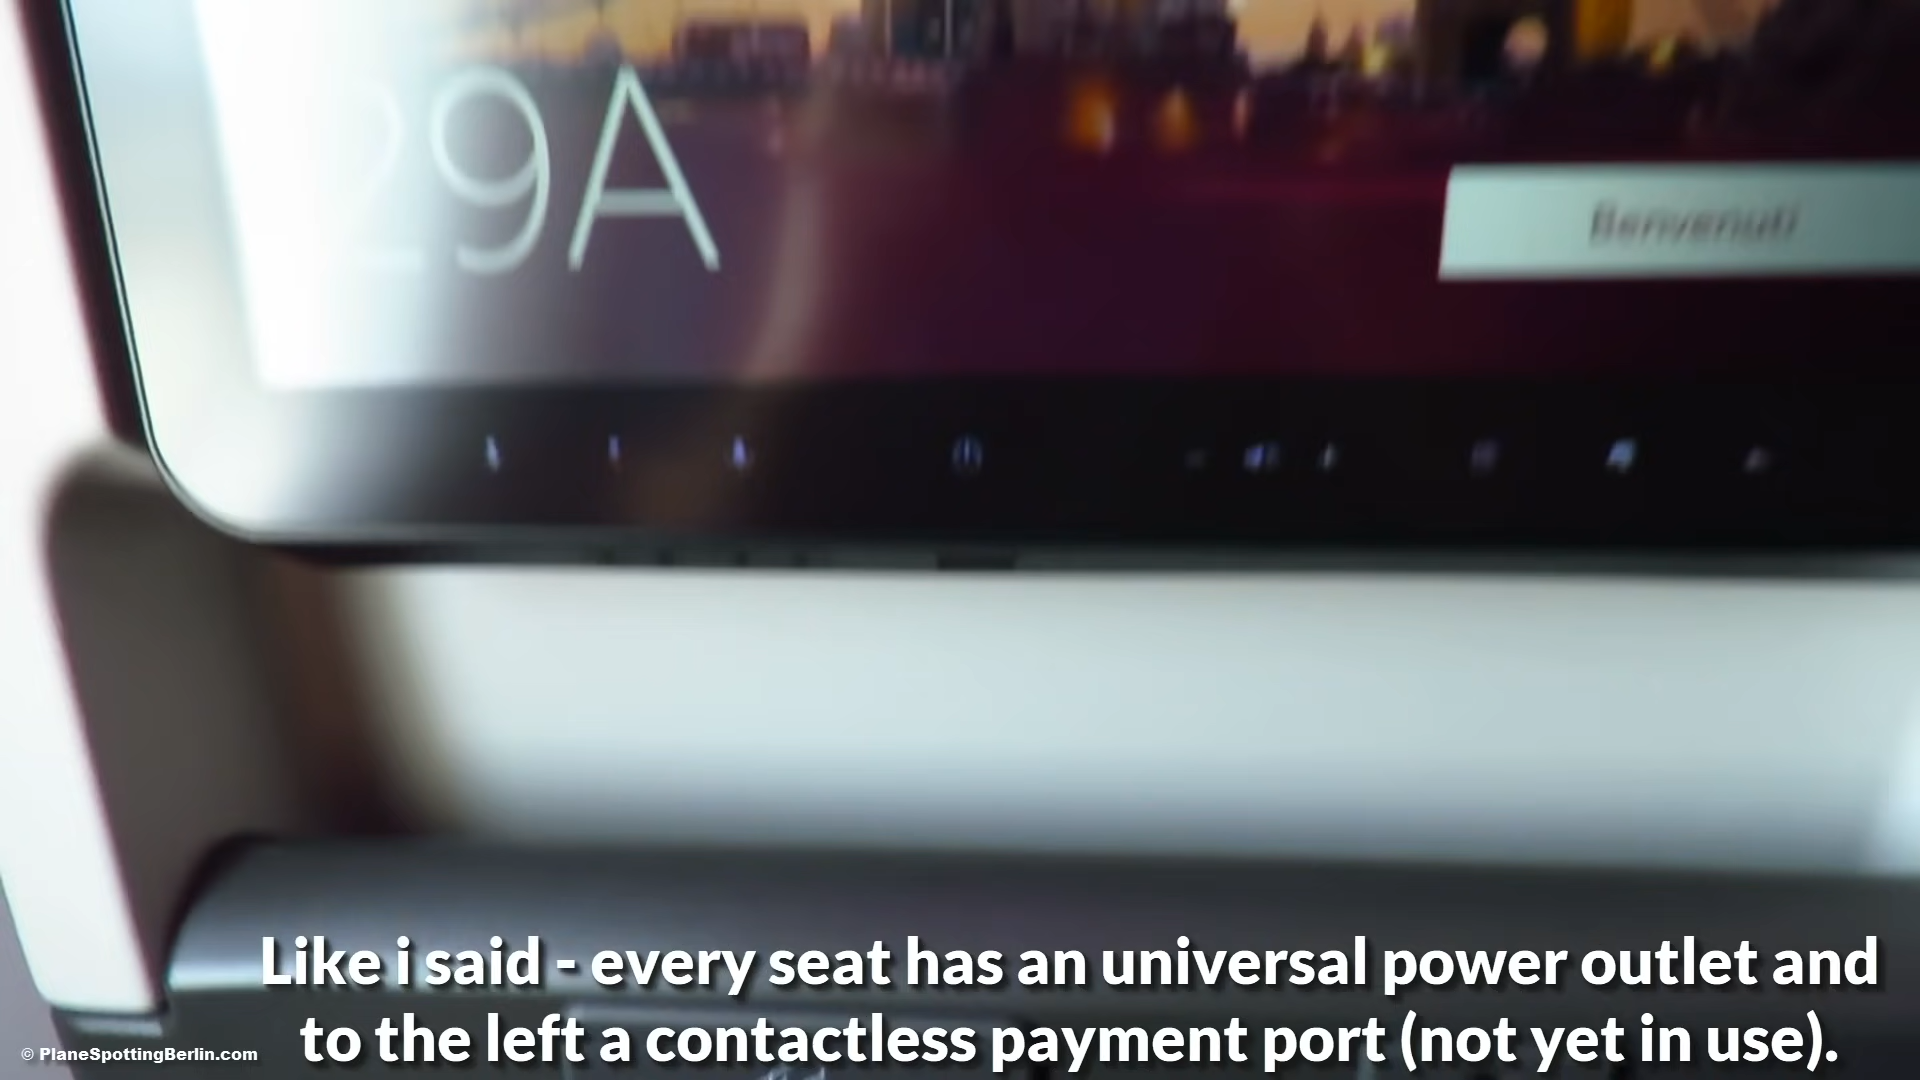 29A
Benvenuti
Like i said - every seat has an universal power outlet and
to the left a contactless payment port (not yet in use).
© PlaneSpottingBerlin.com